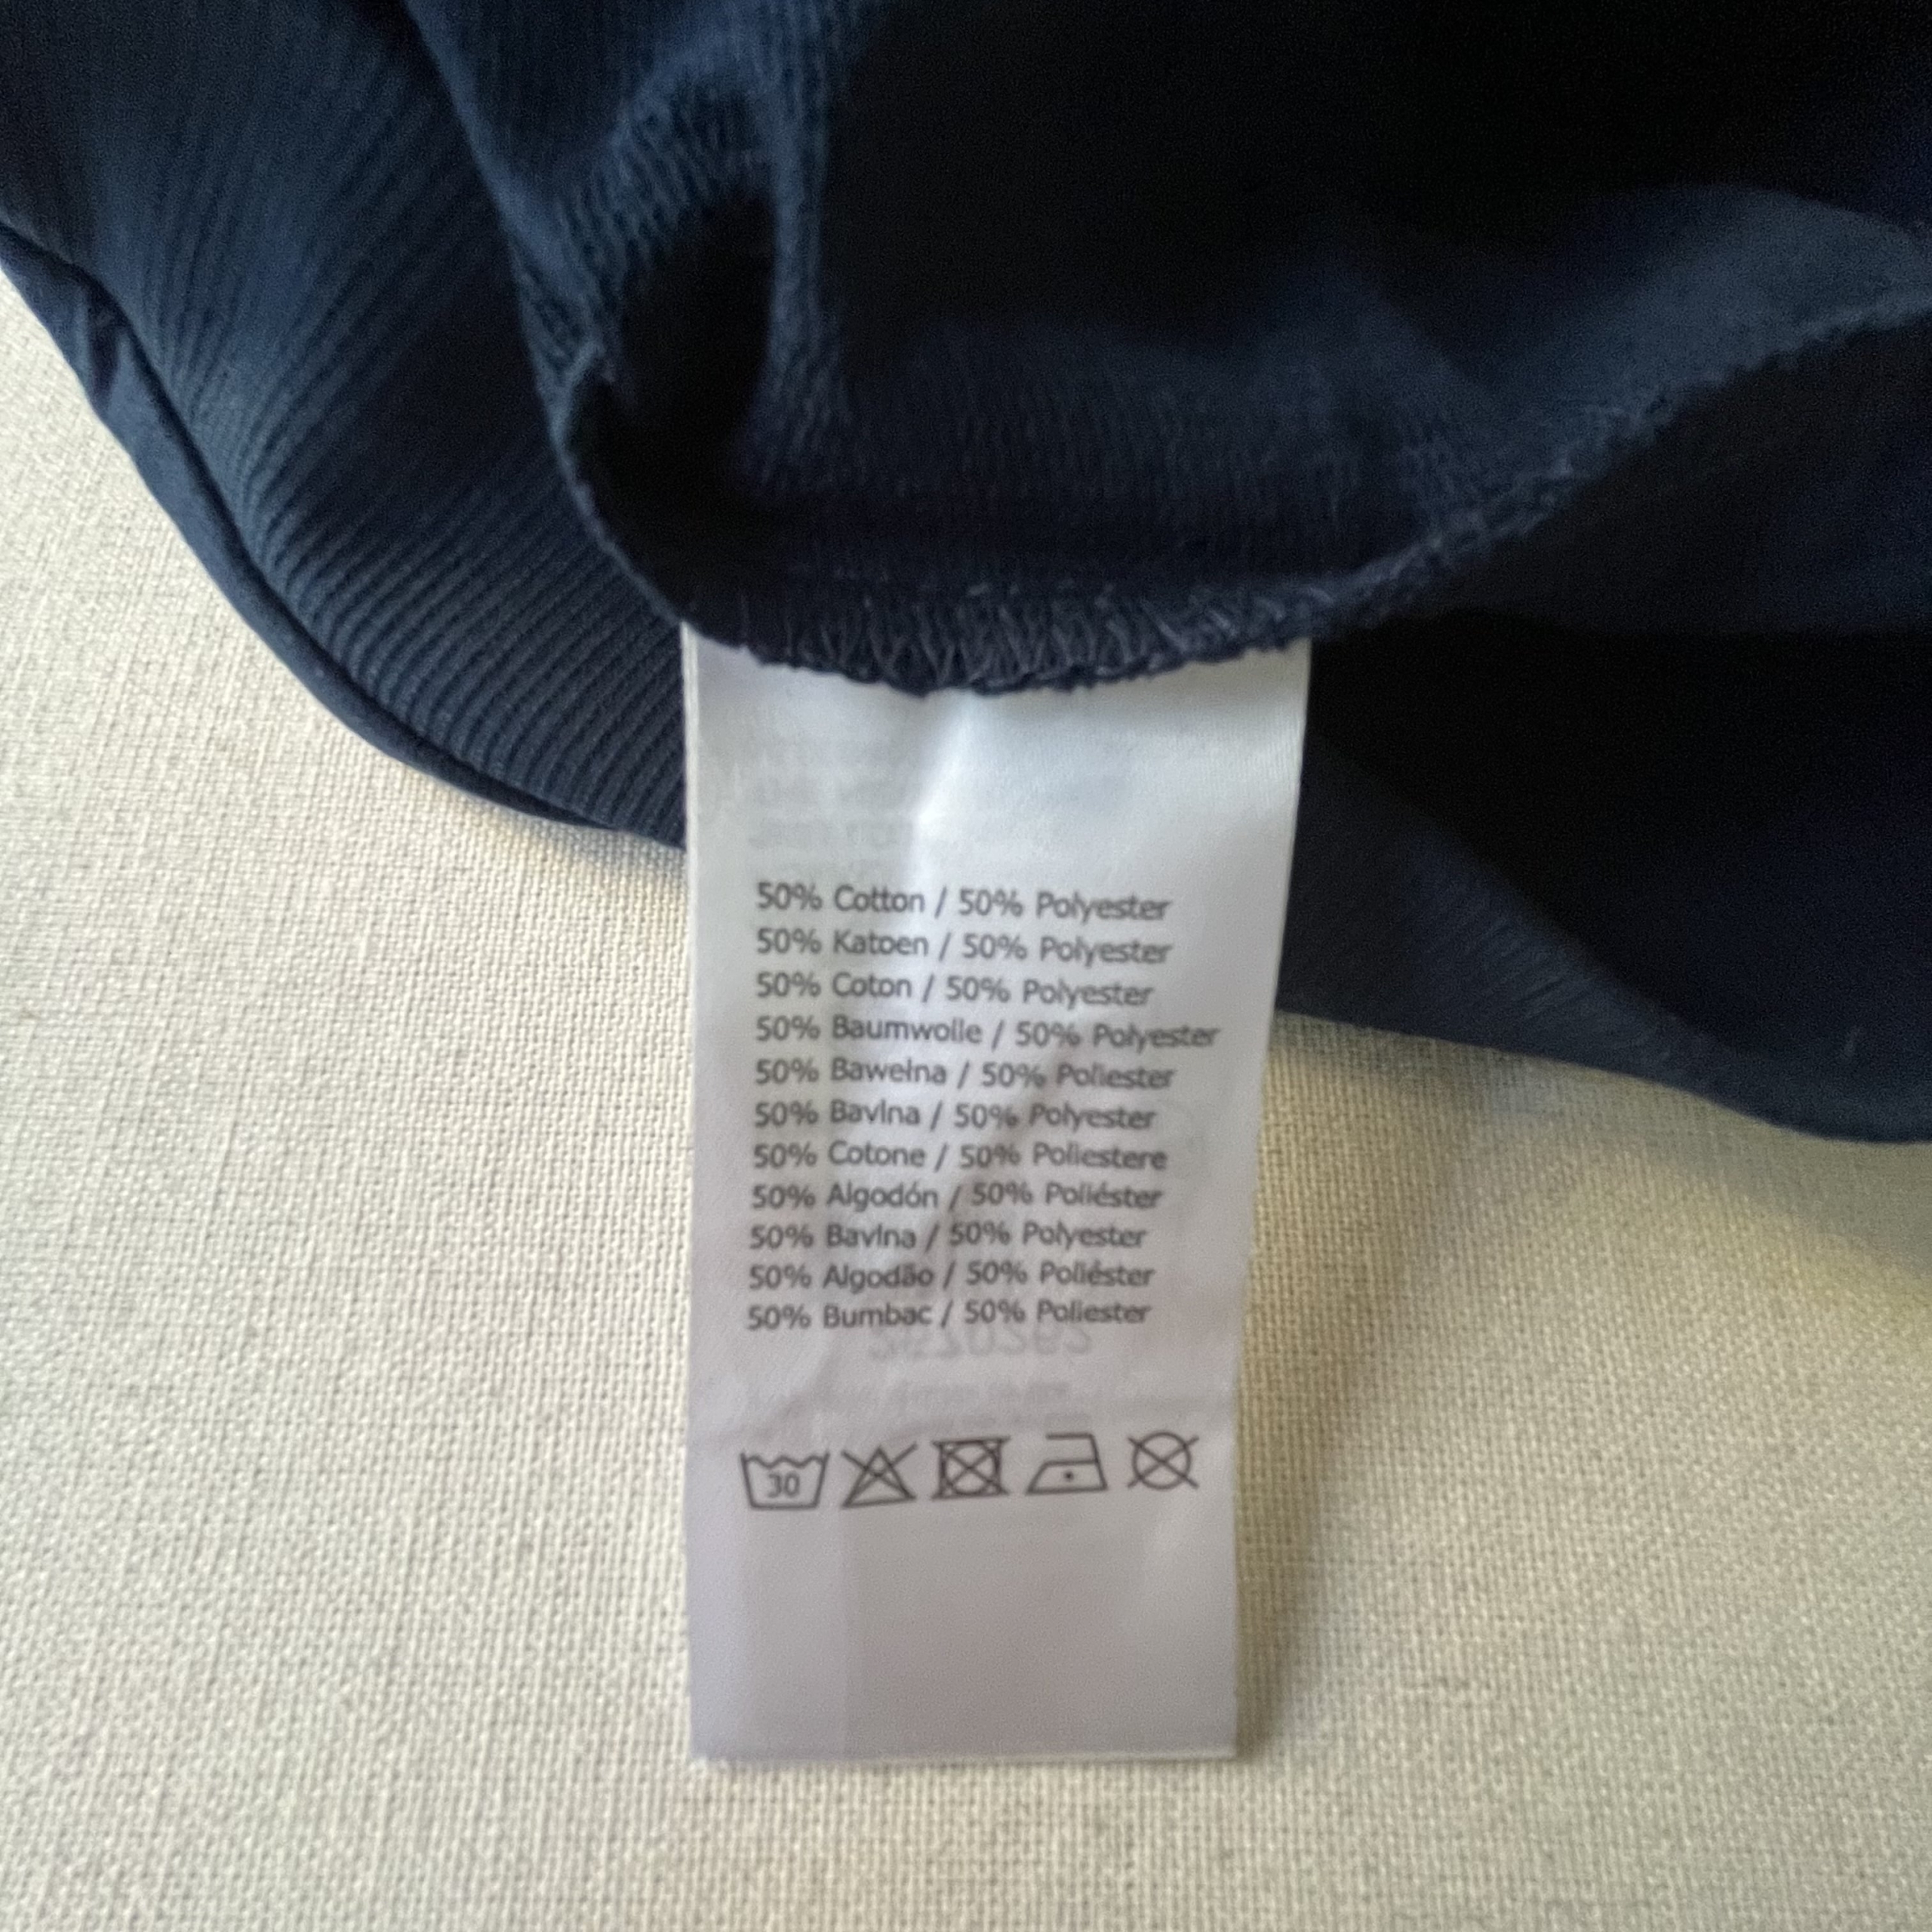 50% Cotton / 50% Polyester
50% Katoen / 50% Polyester
50% Coton / 50% Polyester
50% Baumwolle / 50% Polyester
50% Bawełna / 50% Poliester
50% Bavlna / 50% Polyester
50% Cotone / 50% Poliestere
50% Algodón / 50% Poliéster
50% Bavlna / 50% Polyester
50% Algodão / 50% Poliéster
50% Bumbac / 50% Poliester
30